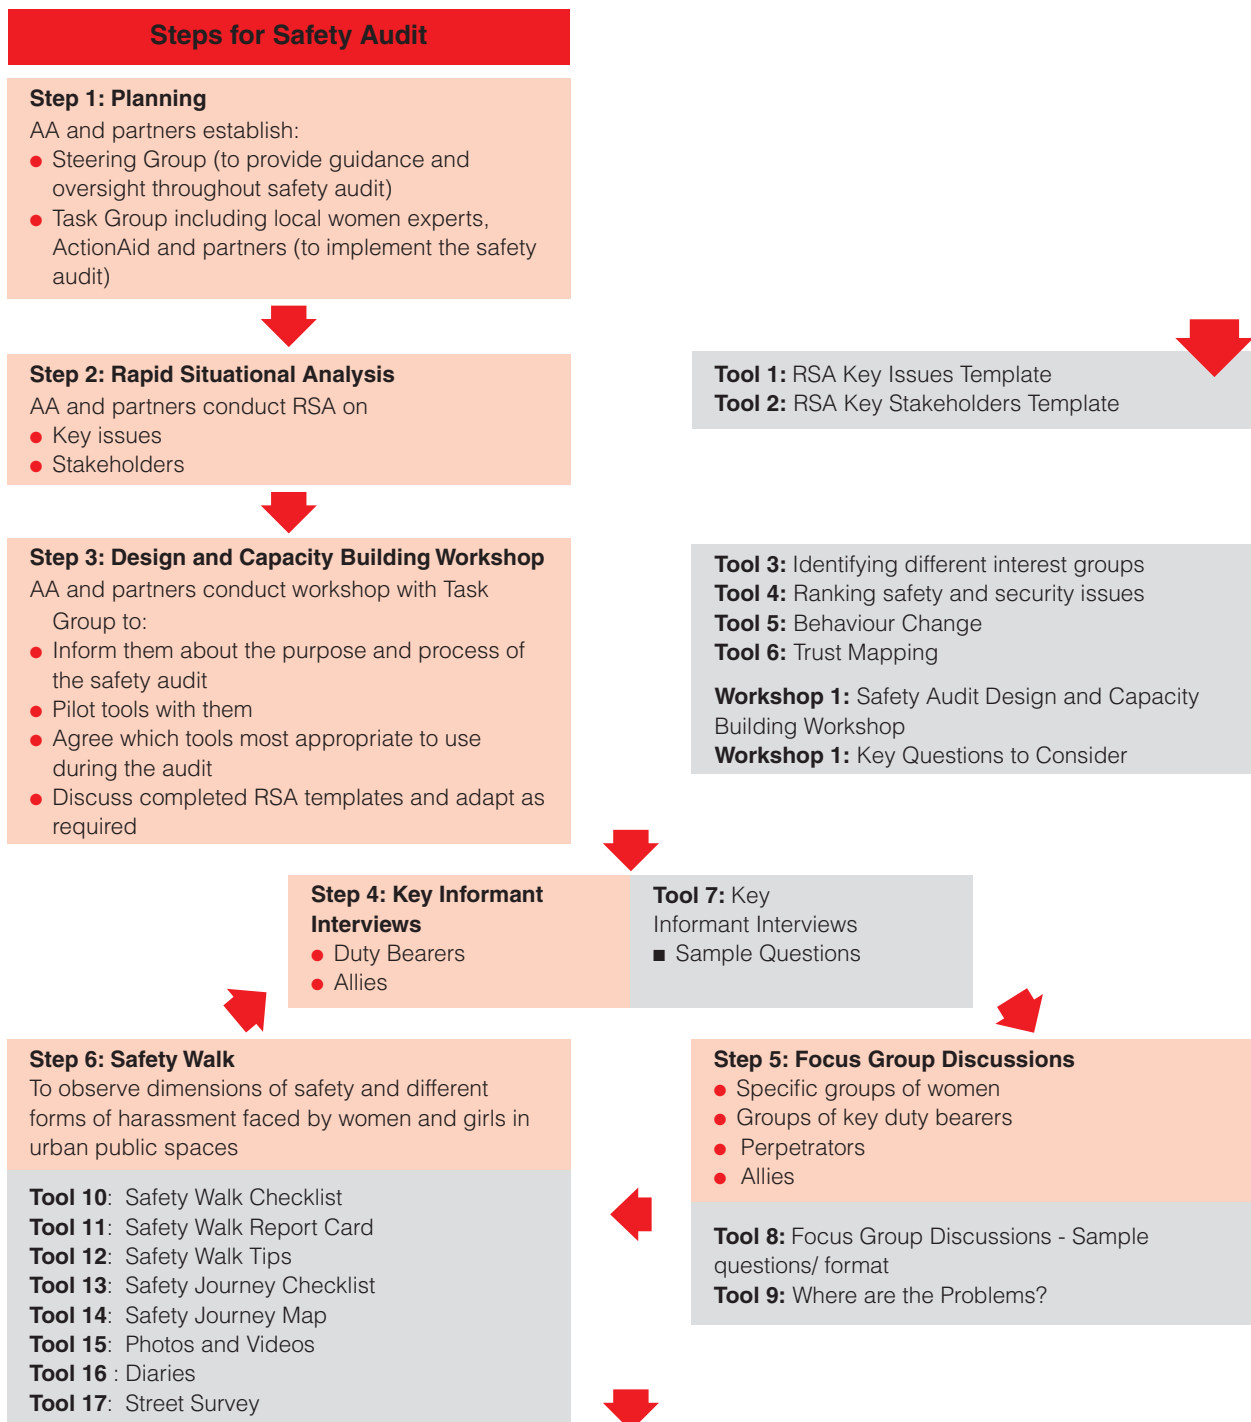 Steps for Safety Audit
Step 1: Planning
AA and partners establish:
● Steering Group (to provide guidance and
oversight throughout safety audit)
● Task Group including local women experts,
ActionAid and partners (to implement the safety
audit)
Step 2: Rapid Situational Analysis
AA and partners conduct RSA on
● Key issues
● Stakeholders
Tool 1: RSA Key Issues Template
Tool 2: RSA Key Stakeholders Template
Step 3: Design and Capacity Building Workshop
AA and partners conduct workshop with Task
Group to:
● Inform them about the purpose and process of
the safety audit
● Pilot tools with them
● Agree which tools most appropriate to use
during the audit
● Discuss completed RSA templates and adapt as
required
Tool 3: Identifying different interest groups
Tool 4: Ranking safety and security issues
Tool 5: Behaviour Change
Tool 6: Trust Mapping
Workshop 1: Safety Audit Design and Capacity
Building Workshop
Workshop 1: Key Questions to Consider
Step 4: Key Informant
Interviews
● Duty Bearers
● Allies
Tool 7: Key
Informant Interviews
■ Sample Questions
Step 5: Focus Group Discussions
● Specific groups of women
● Groups of key duty bearers
● Perpetrators
● Allies
Tool 8: Focus Group Discussions - Sample
questions/ format
Tool 9: Where are the Problems?
Step 6: Safety Walk
To observe dimensions of safety and different
forms of harassment faced by women and girls in
urban public spaces
Tool 10: Safety Walk Checklist
Tool 11: Safety Walk Report Card
Tool 12: Safety Walk Tips
Tool 13: Safety Journey Checklist
Tool 14: Safety Journey Map
Tool 15: Photos and Videos
Tool 16 : Diaries
Tool 17: Street Survey